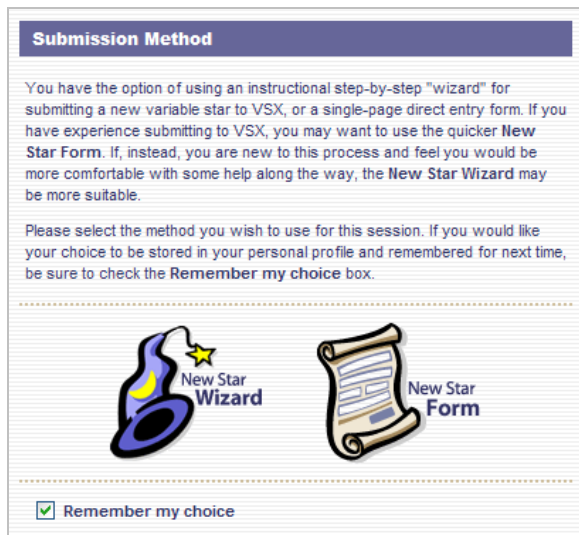 Submission Method
You have the option of using an instructional step-by-step "wizard" for
submitting a new variable star to VSX, or a single-page direct entry form. If you
have experience submitting to VSX, you may want to use the quicker New
Star Form. If, instead, you are new to this process and feel you would be
more comfortable with some help along the way, the New Star Wizard may
be more suitable.
Please select the method you wish to use for this session. If you would like
your choice to be stored in your personal profile and remembered for next time,
be sure to check the Remember my choice box.
New Star
Wizard
New Star
Form
Remember my choice